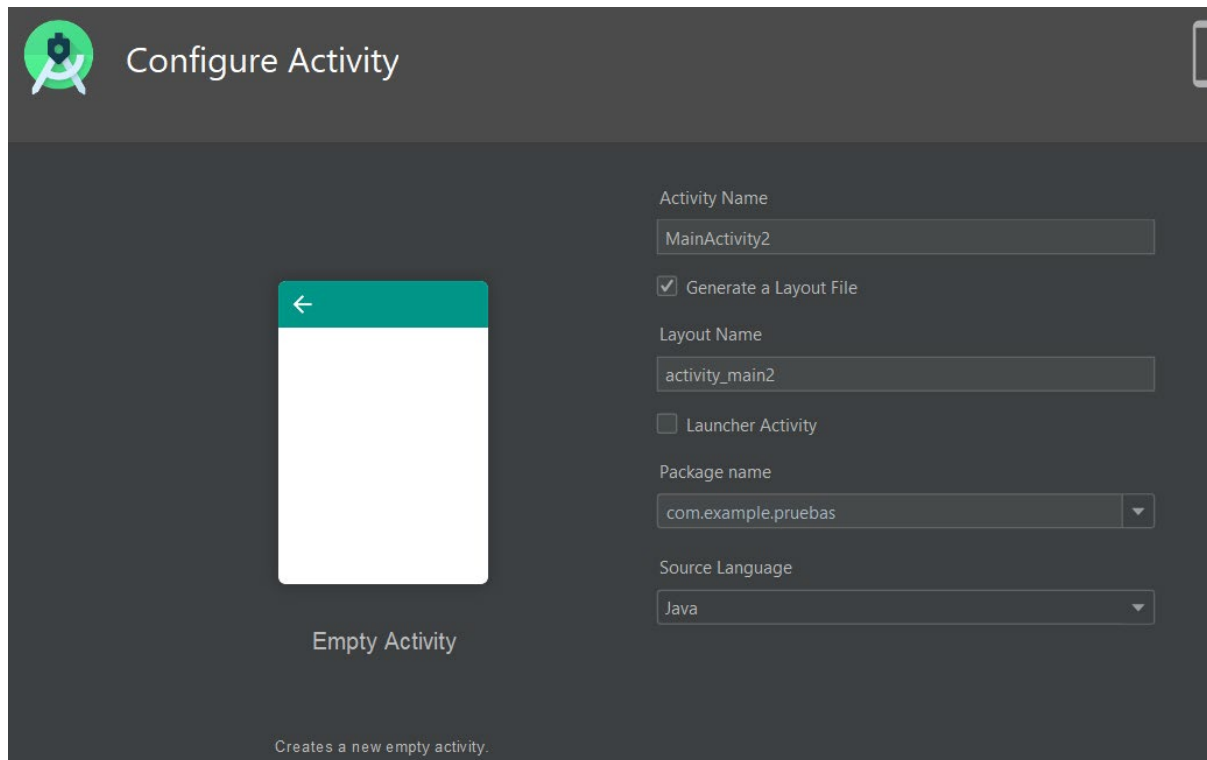 Configure Activity
Activity Name
MainActivity2
Generate a Layout File
Layout Name
activity_main2
Launcher Activity
Package name
com.example.pruebas
Source Language
Java
Empty Activity
Creates a new empty activity.